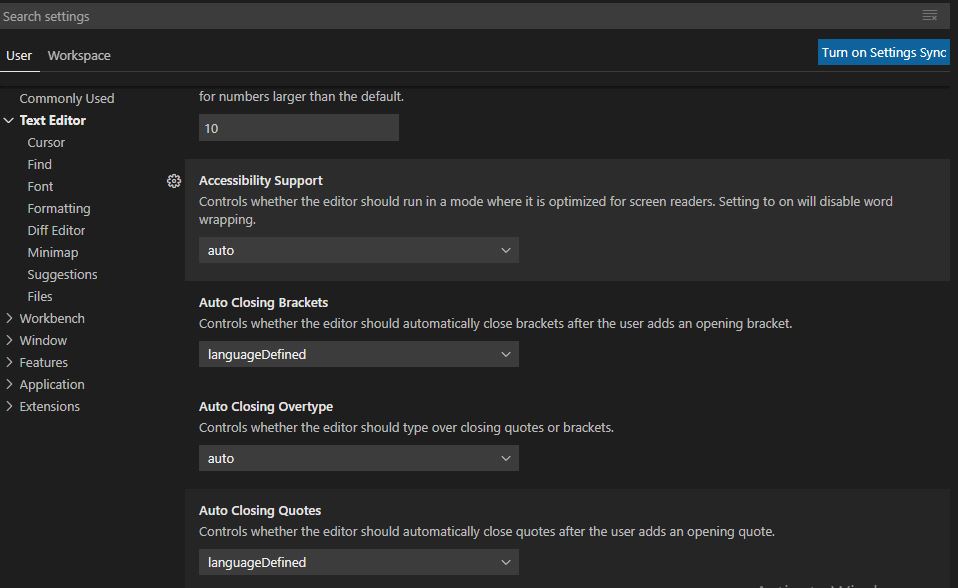 Search settings
User
Workspace
Turn on Settings Sync
Commonly Used
Text Editor
Cursor
Find
Font
Formatting
Diff Editor
Minimap
Suggestions
Files
Workbench
Window
Features
Application
Extensions
for numbers larger than the default.
10
Accessibility Support
Controls whether the editor should run in a mode where it is optimized for screen readers. Setting to on will disable word
wrapping.
auto
Auto Closing Brackets
Controls whether the editor should automatically close brackets after the user adds an opening bracket.
languageDefined
Auto Closing Overtype
Controls whether the editor should type over closing quotes or brackets.
auto
Auto Closing Quotes
Controls whether the editor should automatically close quotes after the user adds an opening quote.
languageDefined